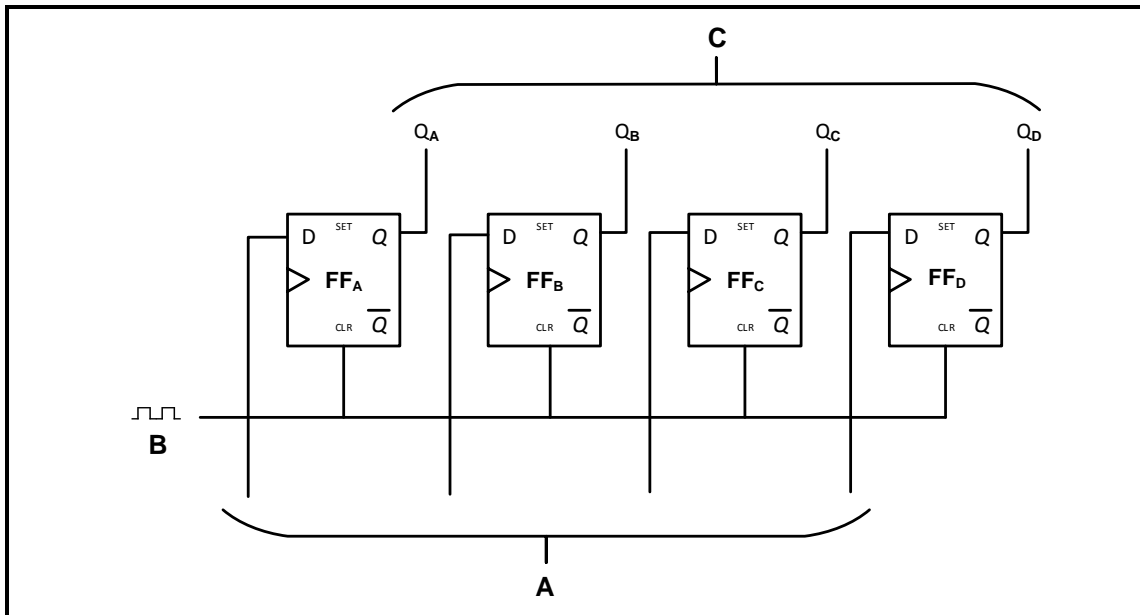 C
QA QB QC QD
SET SET SET SET
D Q D Q D Q D Q
FFA FFB FFC FFD
CLR Q CLR Q CLR Q CLR Q
B
A